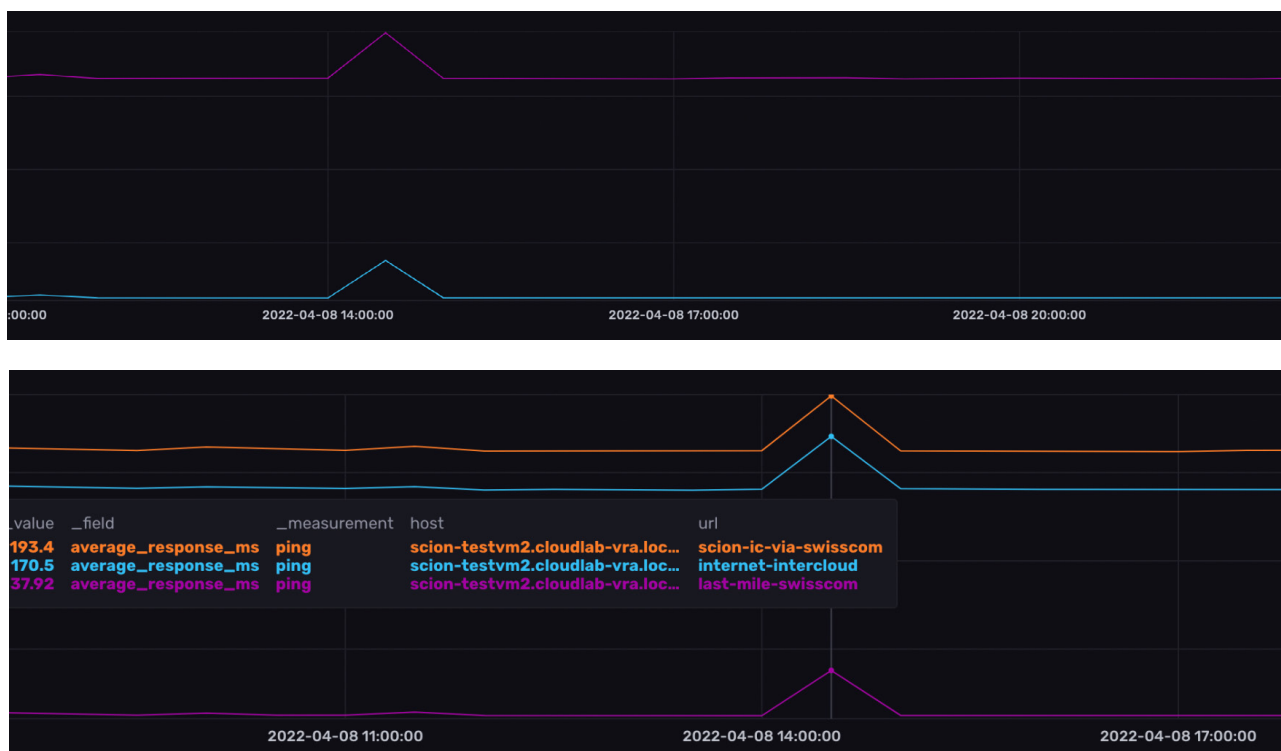 :00:00 2022-04-08 14:00:00 2022-04-08 17:00:00 2022-04-08 20:00:00
_value _field _measurement host url
193.4 average_response_ms ping scion-testvm2.cloudlab-vra.loc... scion-ic-via-swisscom
170.5 average_response_ms ping scion-testvm2.cloudlab-vra.loc... internet-intercloud
37.92 average_response_ms ping scion-testvm2.cloudlab-vra.loc... last-mile-swisscom
2022-04-08 11:00:00 2022-04-08 14:00:00 2022-04-08 17:00:00